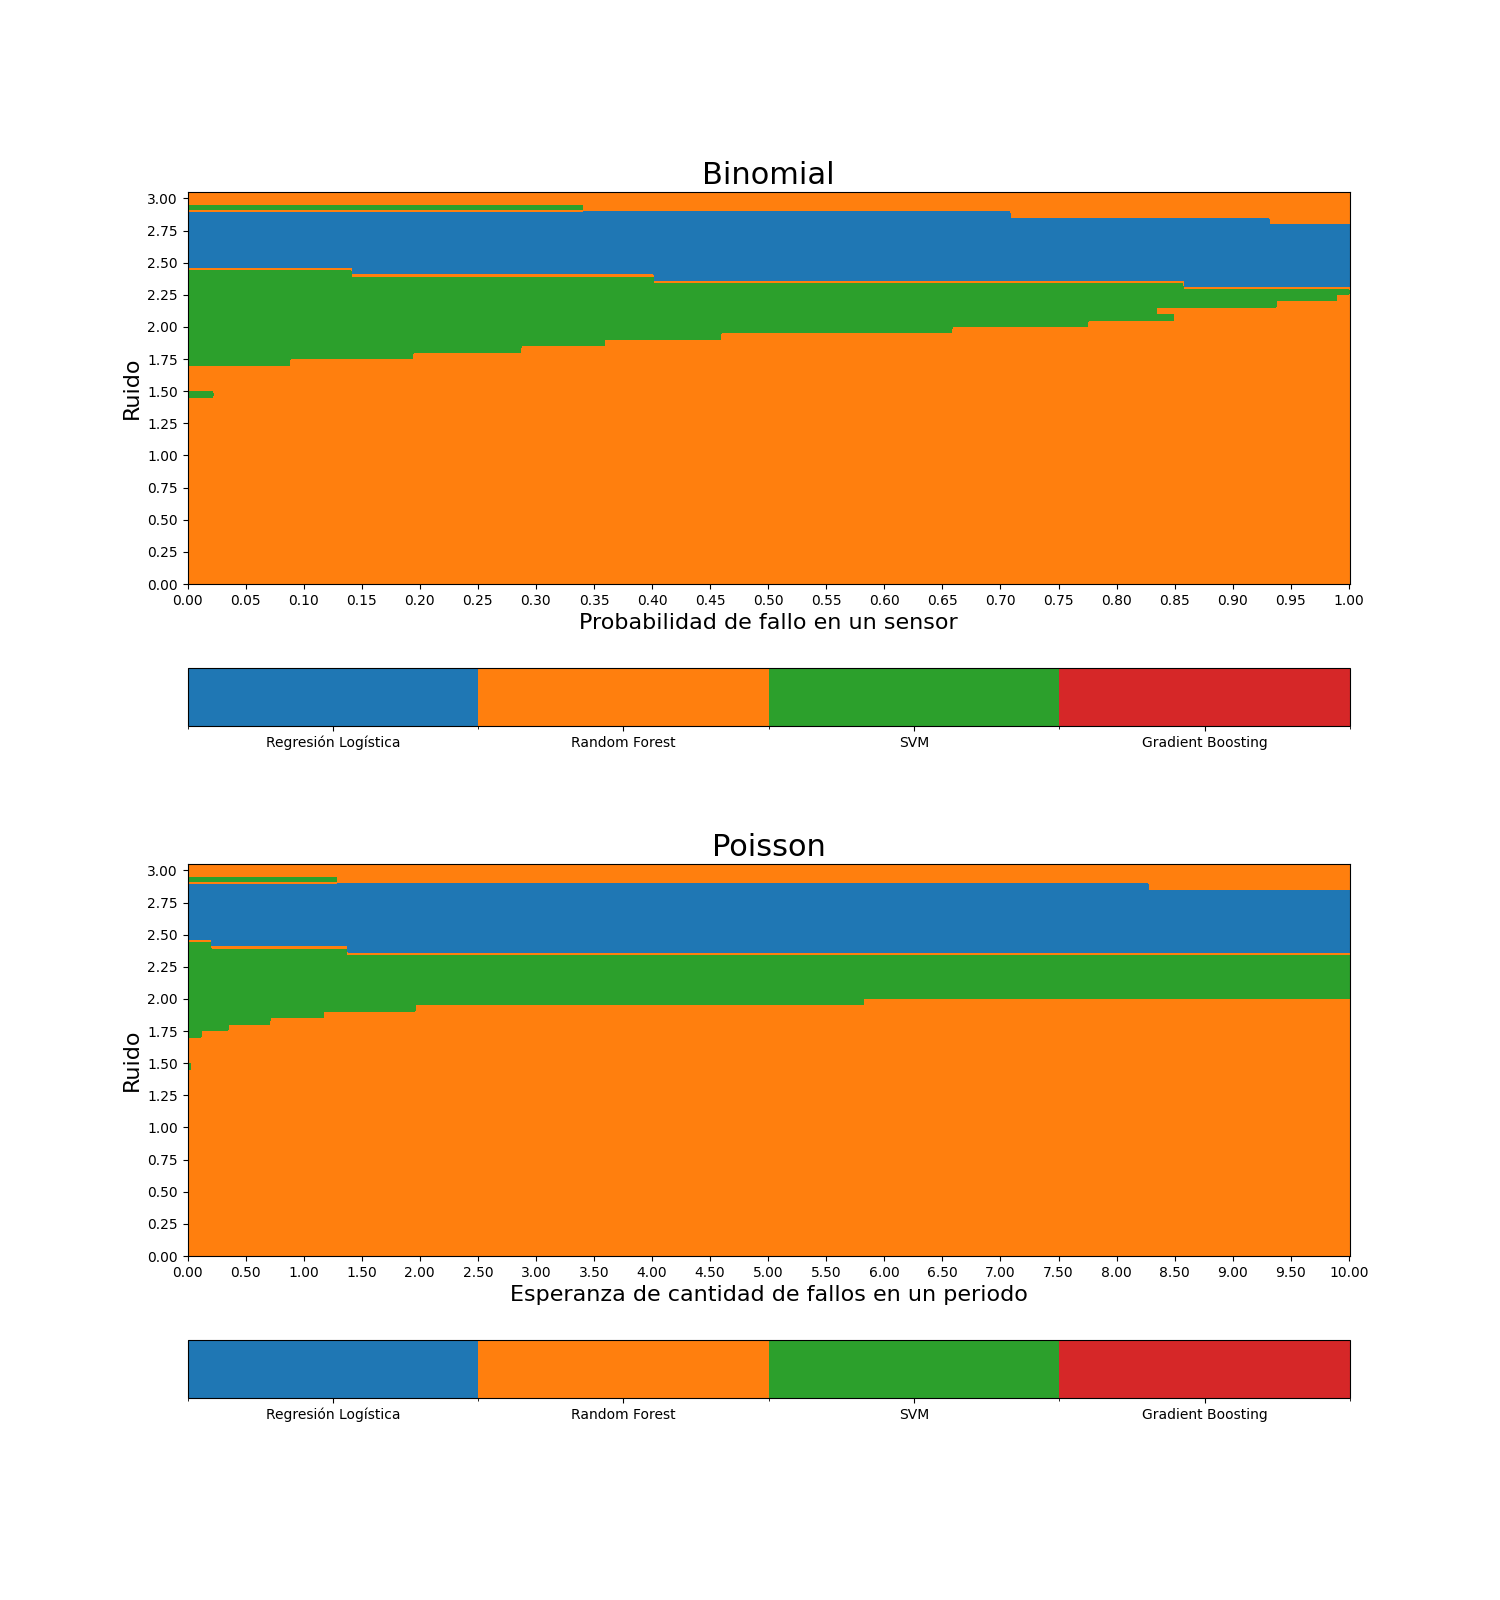 Binomial
3.00
2.75
2.50
2.25
2.00
1.75
1.50
1.25
1.00
0.75
0.50
0.25
0.00
Ruido
0.00 0.05 0.10 0.15 0.20 0.25 0.30 0.35 0.40 0.45 0.50 0.55 0.60 0.65 0.70 0.75 0.80 0.85 0.90 0.95 1.00
Probabilidad de fallo en un sensor
Regresión Logística Random Forest SVM Gradient Boosting
Poisson
3.00
2.75
2.50
2.25
2.00
1.75
1.50
1.25
1.00
0.75
0.50
0.25
0.00
Ruido
0.00 0.50 1.00 1.50 2.00 2.50 3.00 3.50 4.00 4.50 5.00 5.50 6.00 6.50 7.00 7.50 8.00 8.50 9.00 9.50 10.00
Esperanza de cantidad de fallos en un periodo
Regresión Logística Random Forest SVM Gradient Boosting